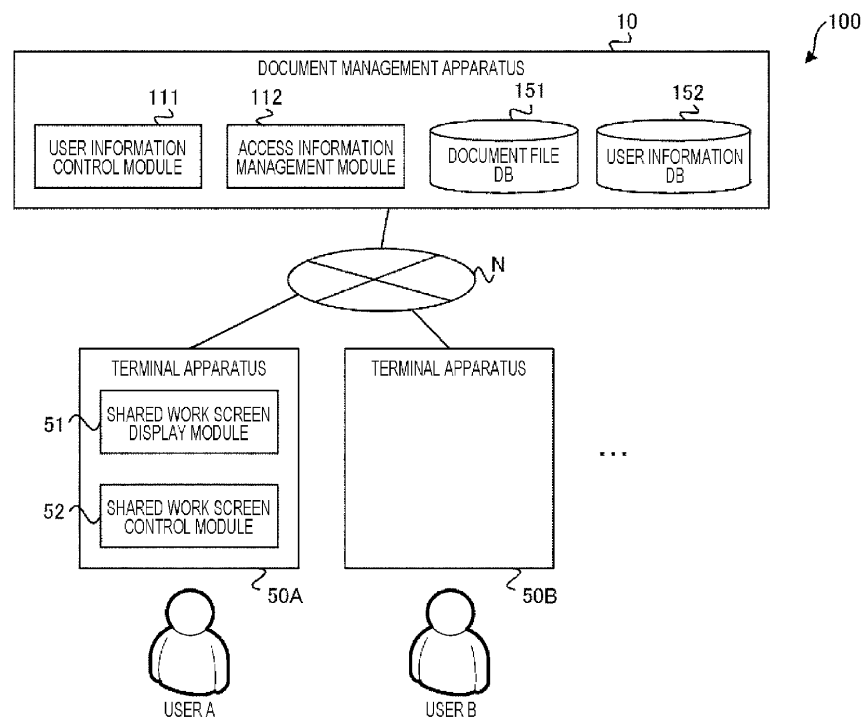 10
100
DOCUMENT MANAGEMENT APPARATUS
111
112
151
152
USER INFORMATION
CONTROL MODULE
ACCESS INFORMATION
MANAGEMENT MODULE
DOCUMENT FILE
DB
USER INFORMATION
DB
N
TERMINAL APPARATUS
TERMINAL APPARATUS
51
SHARED WORK SCREEN
DISPLAY MODULE
...
52
SHARED WORK SCREEN
CONTROL MODULE
50A
50B
USER A
USER B